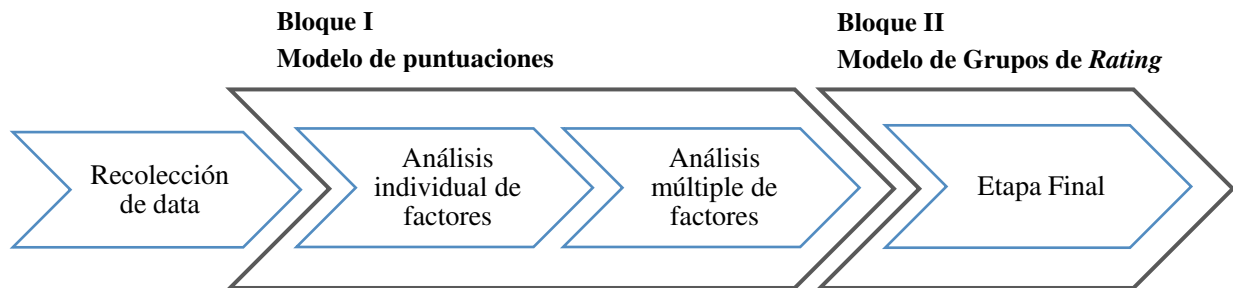 Bloque I
Modelo de puntuaciones
Bloque II
Modelo de Grupos de Rating
Recolección
de data
Análisis
individual de
factores
Análisis
múltiple de
factores
Etapa Final